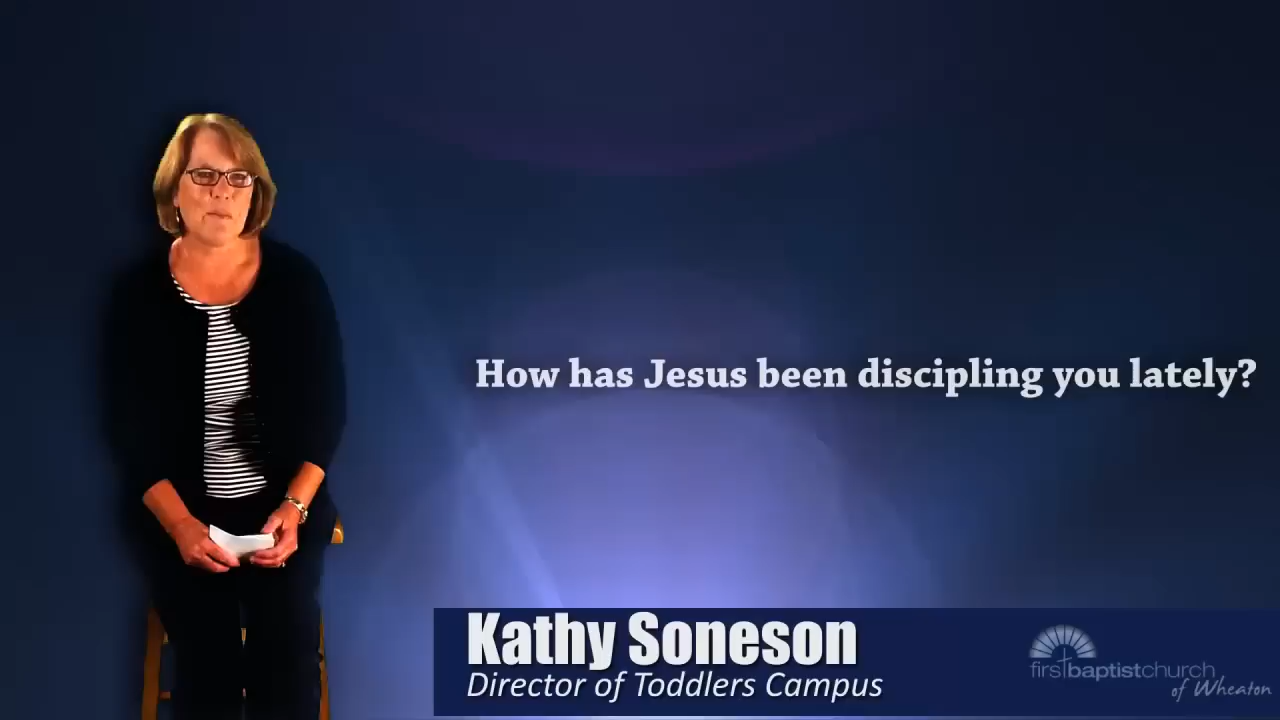 How has Jesus been discipling you lately?
Kathy Soneson
Director of Toddlers Campus
firstbaptistchurch
of Wheaton